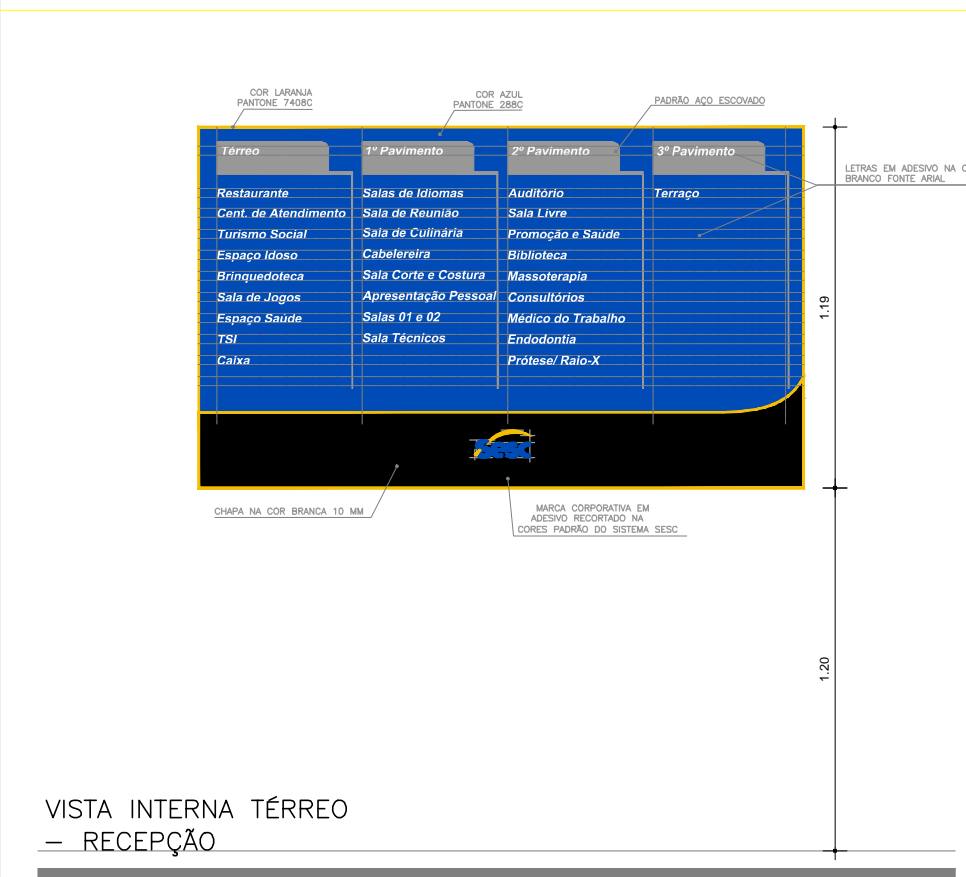 COR LARANJA
PANTONE 7408C
COR AZUL
PANTONE 288C
PADRÃO AÇO ESCOVADO
LETRAS EM ADESIVO NA
BRANCO FONTE ARIAL
Térreo
Restaurante
Cent. de Atendimento
Turismo Social
Espaço Idoso
Brinquedoteca
Sala de Jogos
Espaço Saúde
TSI
Caixa
1º Pavimento
Salas de Idiomas
Sala de Reunião
Sala de Culinária
Cabelereira
Sala Corte e Costura
Apresentação Pessoal
Salas 01 e 02
Sala Técnicos
2º Pavimento
Auditório
Sala Livre
Promoção e Saúde
Biblioteca
Massoterapia
Consultórios
Médico do Trabalho
Endodontia
Prótese/ Raio-X
3º Pavimento
Terraço
1.19
Sesc
CHAPA NA COR BRANCA 10 MM
MARCA CORPORATIVA EM
ADESIVO RECORTADO NA
CORES PADRÃO DO SISTEMA SESC
1.20
VISTA INTERNA TÉRREO
– RECEPÇÃO